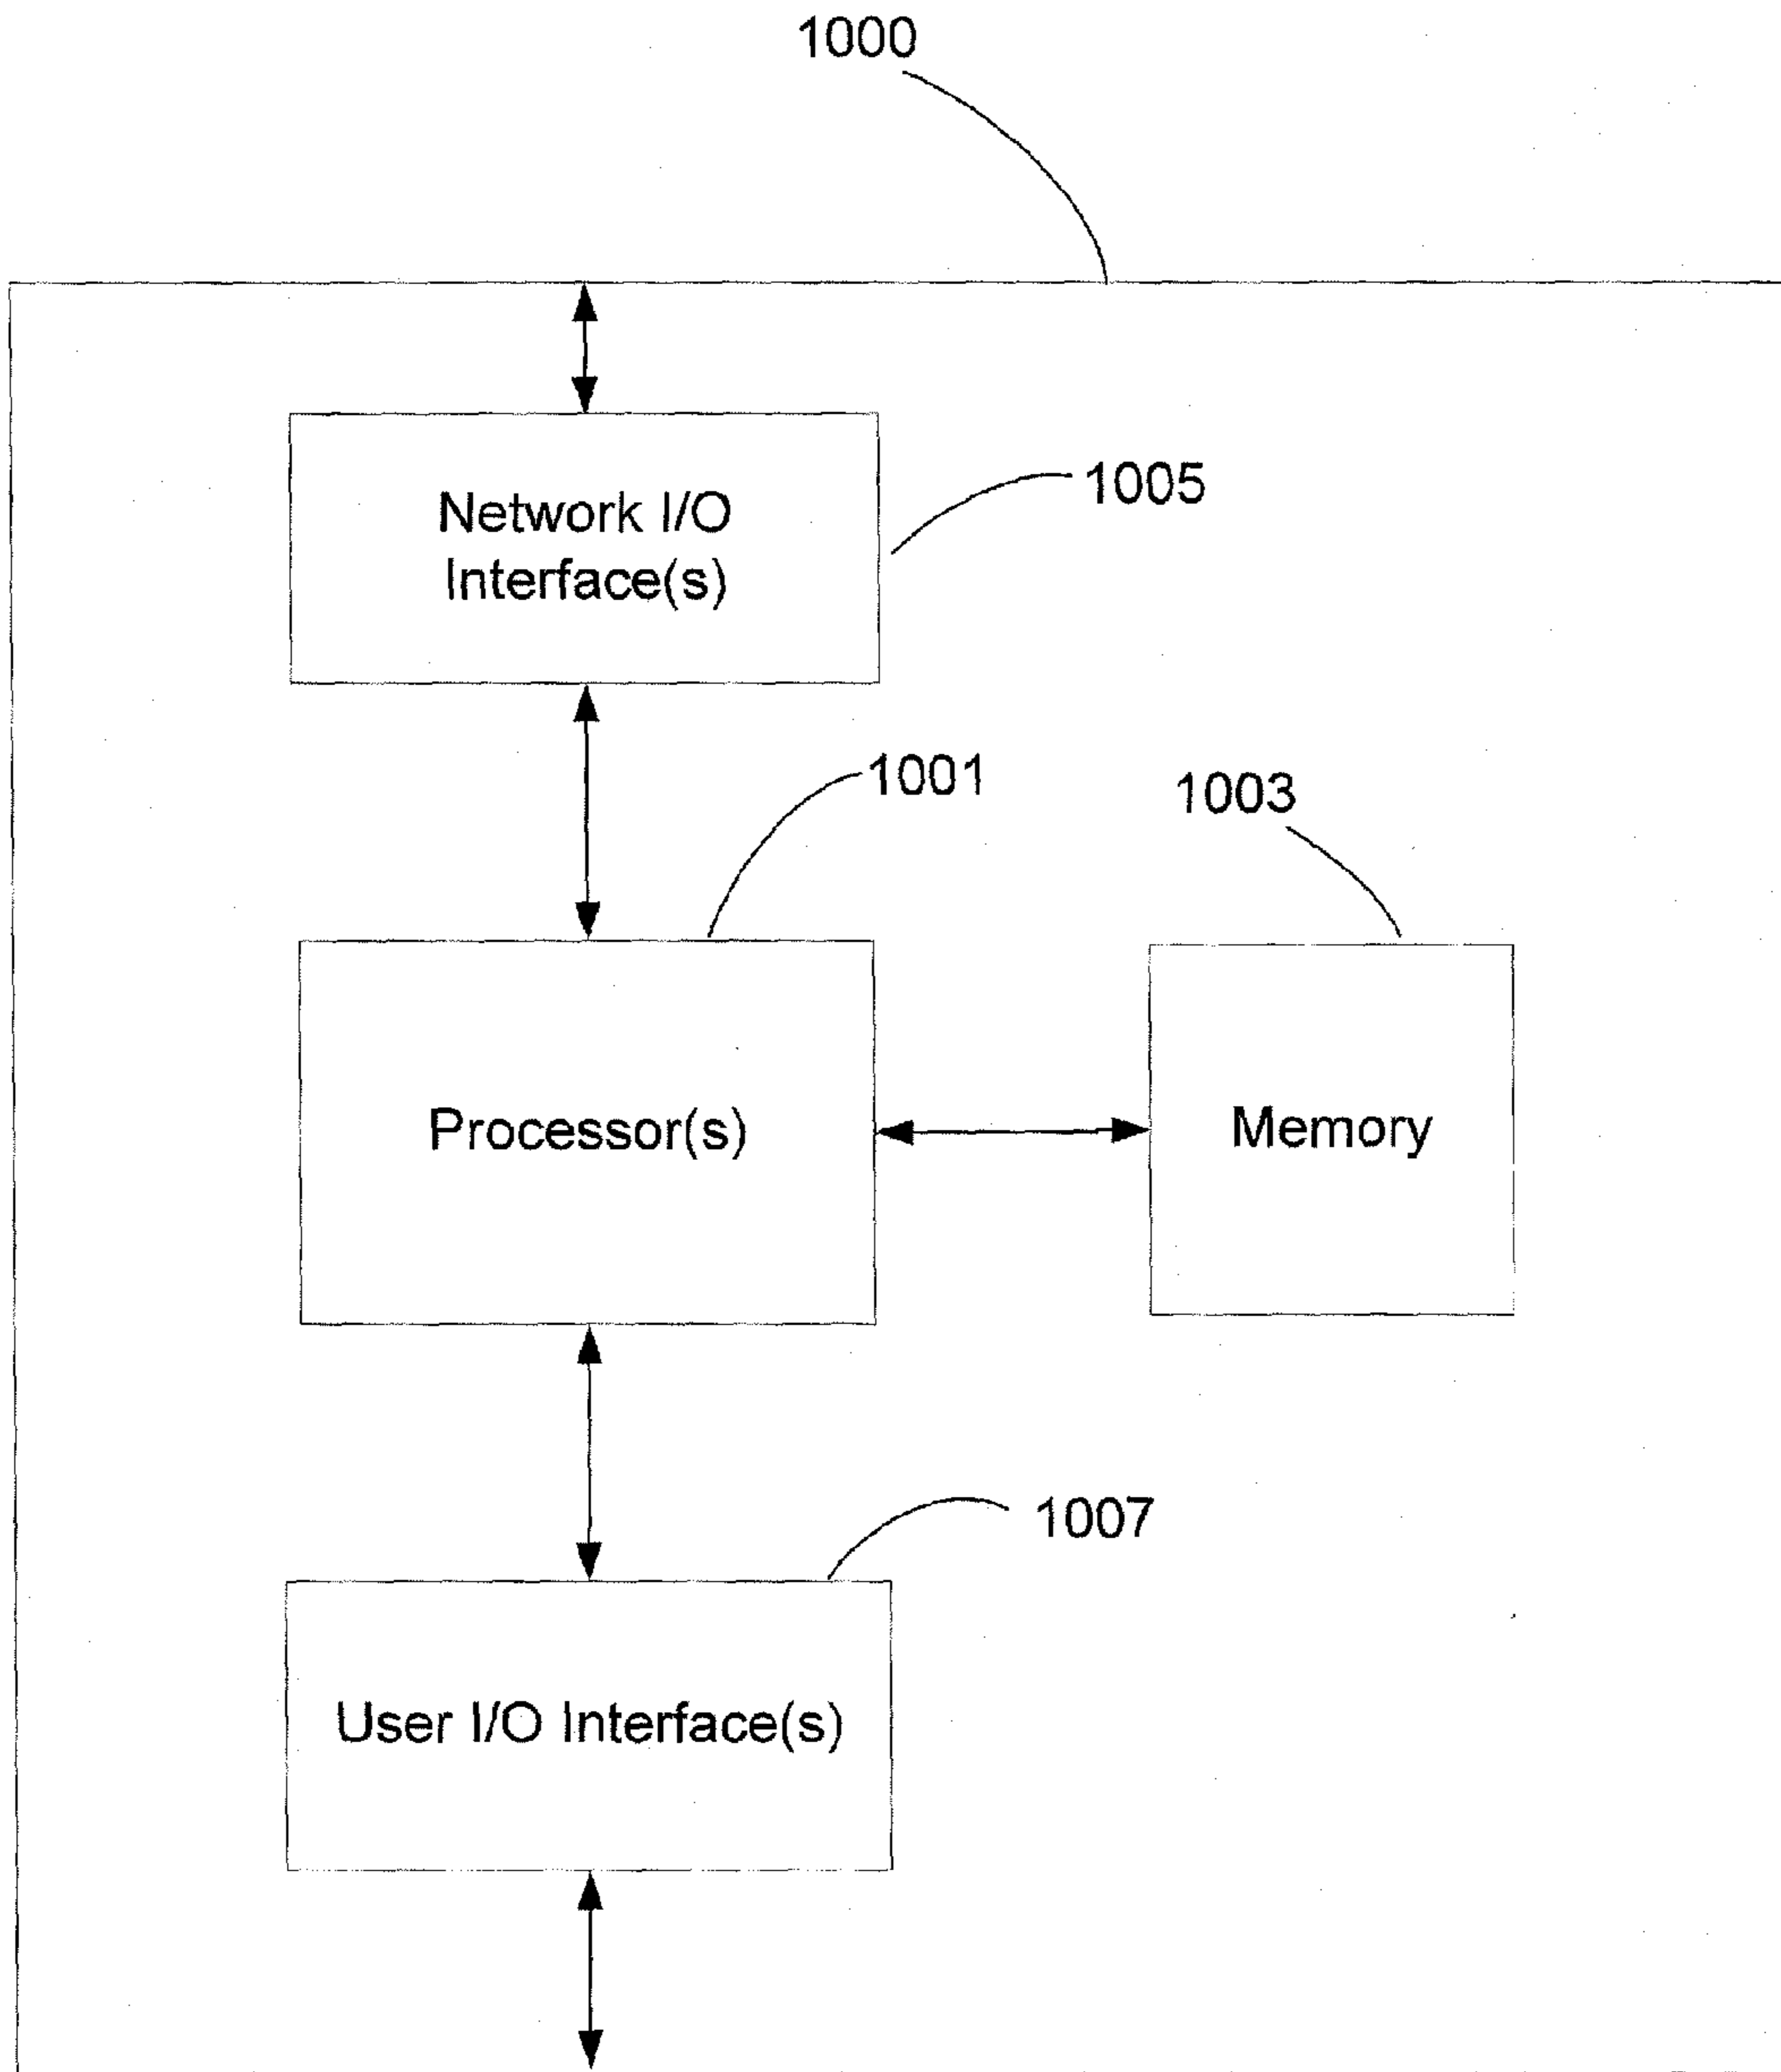 1000
Network I/O
Interface(s)
1005
1001
1003
Processor(s)
Memory
1007
User I/O Interface(s)